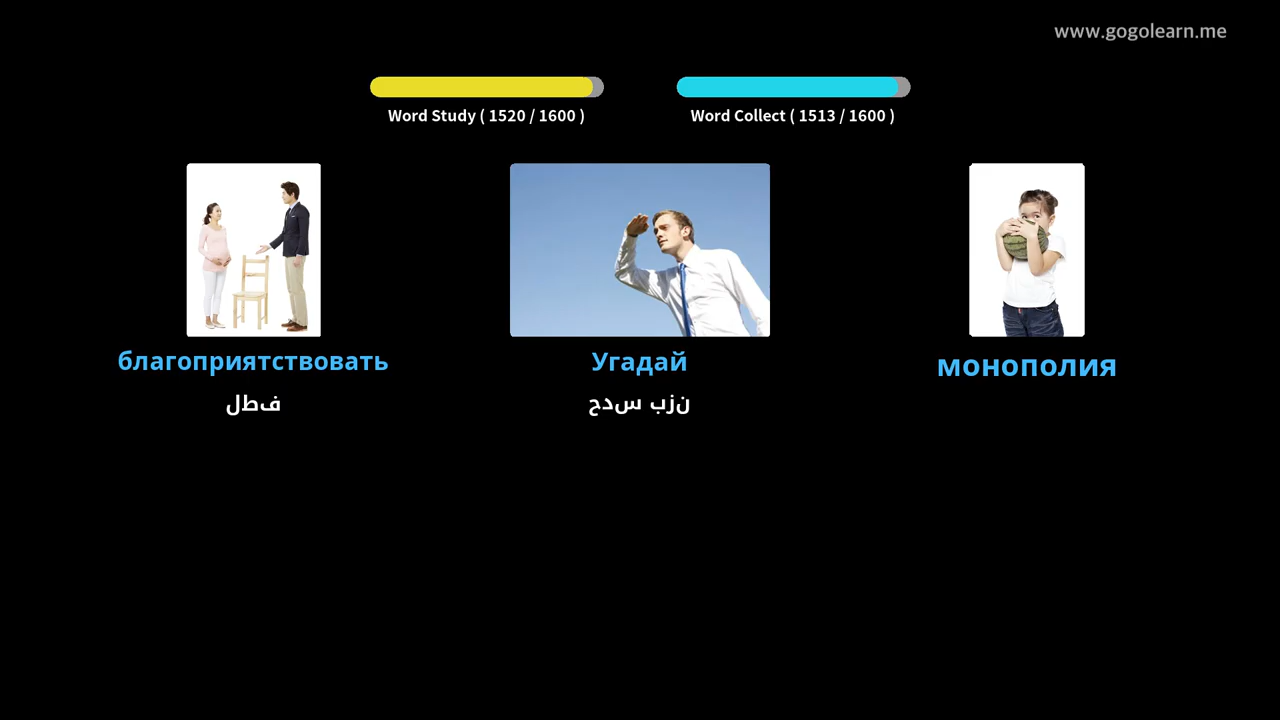 www.gogolearn.me
Word Study ( 1520 / 1600 )
Word Collect ( 1513 / 1600 )
благоприятствовать
Угадай
монополия
فطل
نزب سدح